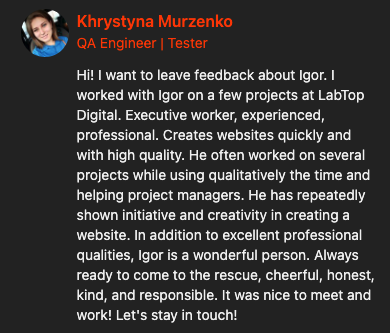 Khrystyna Murzenko
QA Engineer | Tester
Hi! I want to leave feedback about Igor. I
worked with Igor on a few projects at LabTop
Digital. Executive worker, experienced,
professional. Creates websites quickly and
with high quality. He often worked on several
projects while using qualitatively the time and
helping project managers. He has repeatedly
shown initiative and creativity in creating a
website. In addition to excellent professional
qualities, Igor is a wonderful person. Always
ready to come to the rescue, cheerful, honest,
kind, and responsible. It was nice to meet and
work! Let's stay in touch!